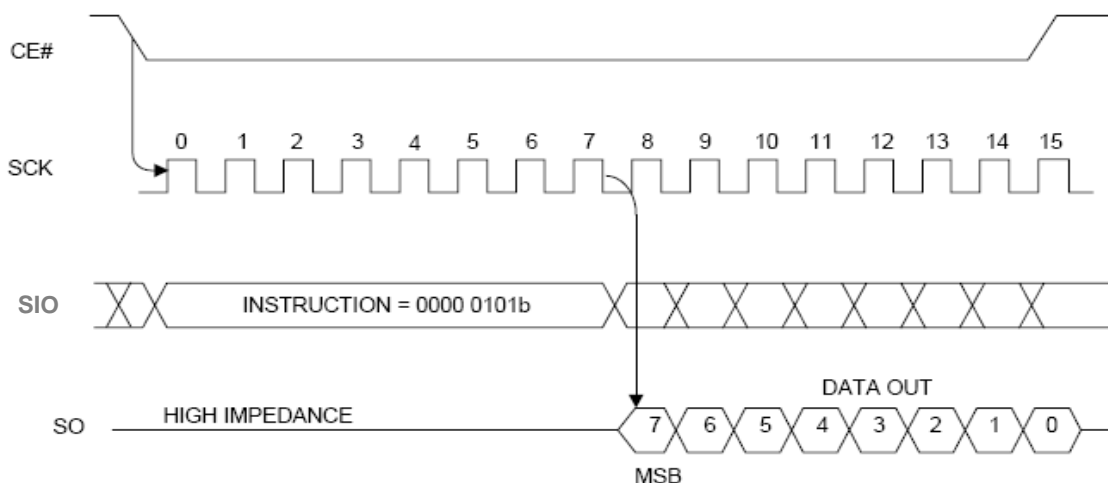 CE#
0 1 2 3 4 5 6 7 8 9 10 11 12 13 14 15
SCK
SIO INSTRUCTION = 0000 0101b
DATA OUT
HIGH IMPEDANCE
SO 7 6 5 4 3 2 1 0
MSB